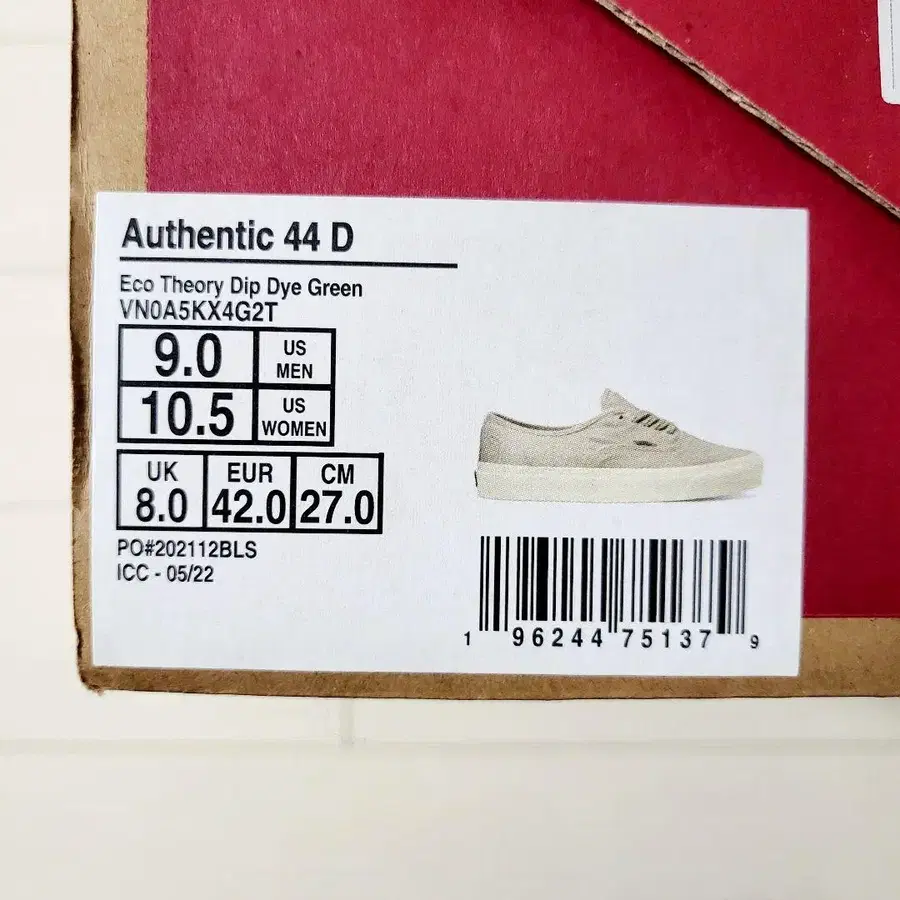 Authentic 44 D
Eco Theory Dip Dye Green
VN0A5KX4G2T
9.0 US MEN
10.5 US WOMEN
UK EUR CM
8.0 42.0 27.0
PO#202112BLS
ICC - 05/22
1 96244 75137 9